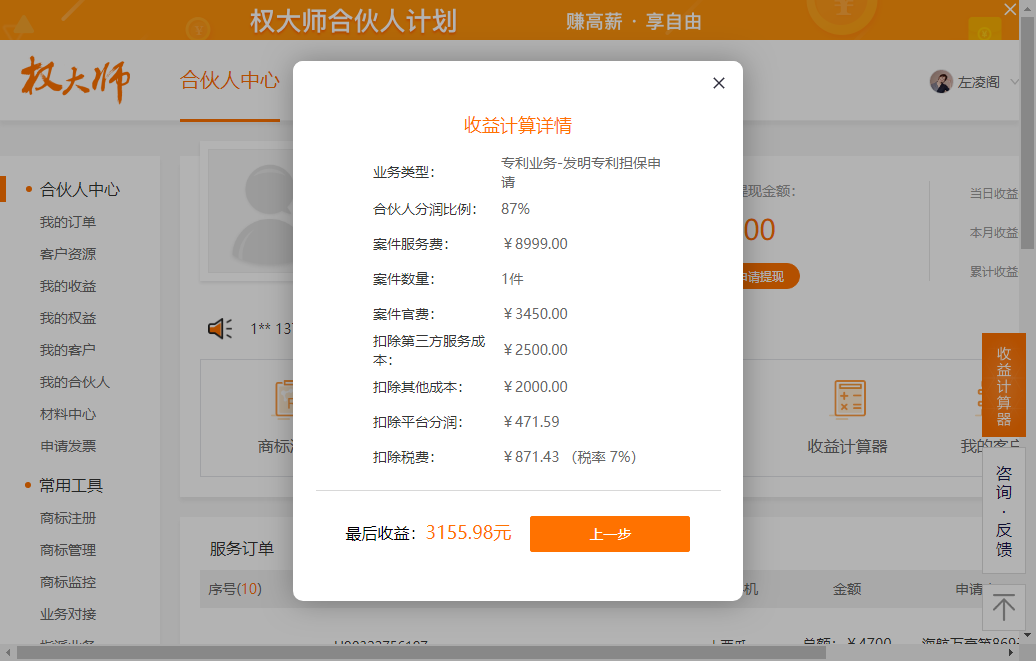 权大师合伙人计划
赚高薪 · 享自由
权大师
合伙人中心
左凌阁
收益计算详情
业务类型：
专利业务-发明专利担保申
请
合伙人分润比例： 87%
案件服务费： ￥8999.00
案件数量： 1件
案件官费： ￥3450.00
扣除第三方服务成
本：
￥2500.00
扣除其他成本： ￥2000.00
扣除平台分润： ￥471.59
扣除税费： ￥871.43 （税率 7%）
最后收益：3155.98元
上一步
合伙人中心
我的订单
客户资源
我的收益
我的权益
我的客户
我的合伙人
材料中心
申请发票
常用工具
商标注册
商标管理
商标监控
业务对接
现金额：
00
请提现
当日收益
本月收益
累计收益
1** 13
商标
收益计算器
我的客户
服务订单
序号(10)
机
金额
申请
总额：￥4700
收
益
计
算
器
咨
询
·
反
馈